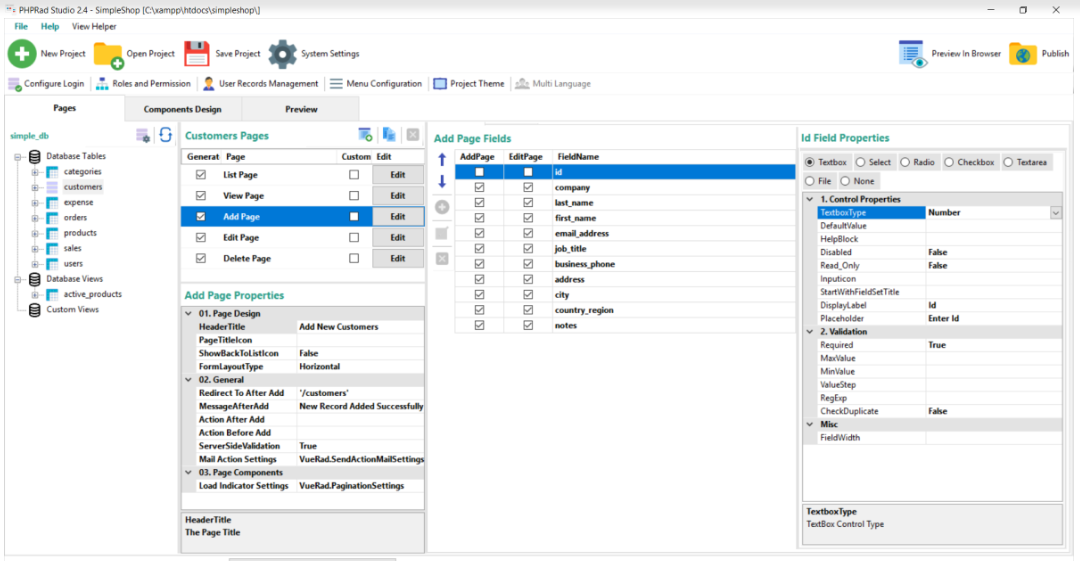 PHPRad Studio 2.4 - SimpleShop [C:\xampp\htdocs\simpleshop\]
File Help View Helper
New Project Open Project Save Project System Settings Preview In Browser Publish
Configure Login Roles and Permission User Records Management Menu Configuration Project Theme Multi Language
Pages Components Design Preview
simple_db
Database Tables
categories
customers
expense
orders
products
sales
users
Database Views
active_products
Custom Views
Customers Pages
Generat Page Custom Edit
List Page Edit
View Page Edit
Add Page Edit
Edit Page Edit
Delete Page Edit
Add Page Properties
01. Page Design
HeaderTitle Add New Customers
PageTitleIcon
ShowBackToListIcon False
FormLayoutType Horizontal
02. General
Redirect To After Add '/customers'
MessageAfterAdd New Record Added Successfully
Action After Add
Action Before Add
ServerSideValidation True
Mail Action Settings VueRad.SendActionMailSettings
03. Page Components
Load Indicator Settings VueRad.PaginationSettings
HeaderTitle
The Page Title
Add Page Fields
AddPage EditPage FieldName
id
company
last_name
first_name
email_address
job_title
business_phone
address
city
country_region
notes
Id Field Properties
Textbox Select Radio Checkbox Textarea
File None
1. Control Properties
TextboxType Number
DefaultValue
HelpBlock
Disabled False
Read_Only False
Inputicon
StartWithFieldSetTitle
DisplayLabel Id
Placeholder Enter Id
2. Validation
Required True
MaxValue
MinValue
ValueStep
RegExp
CheckDuplicate False
Misc
FieldWidth
TextboxType
TextBox Control Type